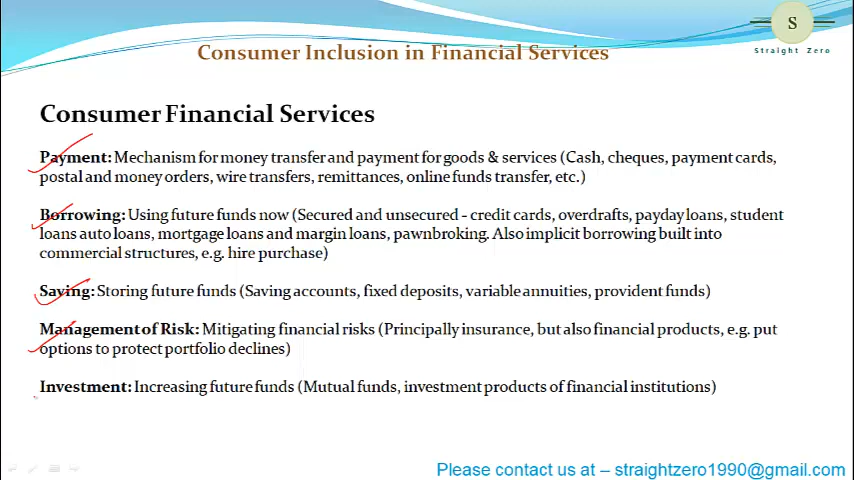 S
Straight Zero
Consumer Inclusion in Financial Services
Consumer Financial Services
Payment: Mechanism for money transfer and payment for goods & services (Cash, cheques, payment cards,
postal and money orders, wire transfers, remittances, online funds transfer, etc.)
Borrowing: Using future funds now (Secured and unsecured - credit cards, overdrafts, payday loans, student
loans auto loans, mortgage loans and margin loans, pawnbroking. Also implicit borrowing built into
commercial structures, e.g. hire purchase)
Saving: Storing future funds (Saving accounts, fixed deposits, variable annuities, provident funds)
Management of Risk: Mitigating financial risks (Principally insurance, but also financial products, e.g. put
options to protect portfolio declines)
Investment: Increasing future funds (Mutual funds, investment products of financial institutions)
Please contact us at – straightzero1990@gmail.com